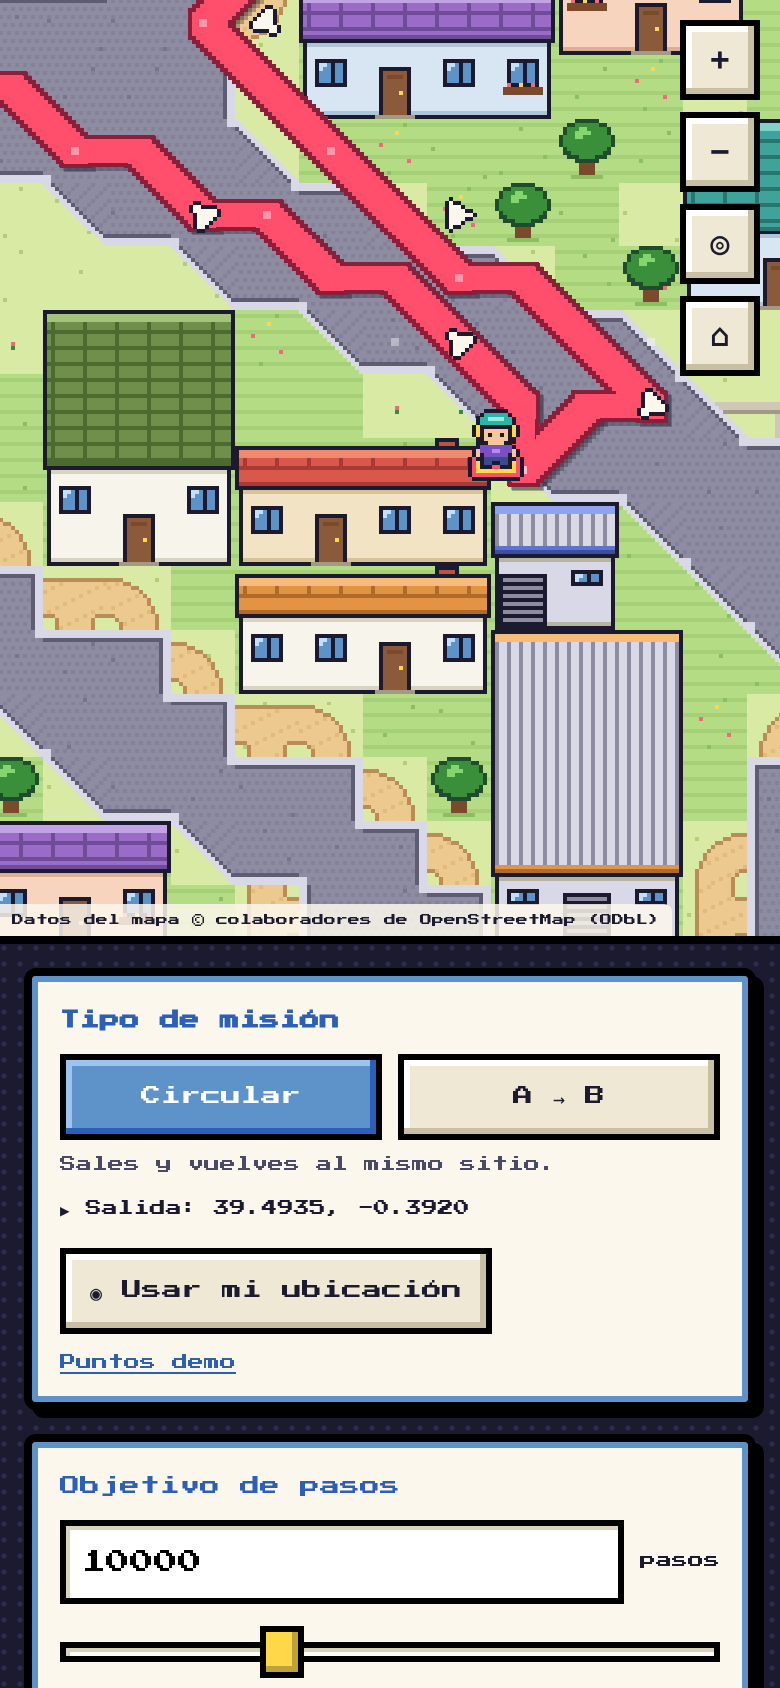 +
−
◎
⌂
Datos del mapa © colaboradores de OpenStreetMap (ODbL)
Tipo de misión
Circular
A → B
Sales y vuelves al mismo sitio.
▸ Salida: 39.4935, -0.3920
◉ Usar mi ubicación
Puntos demo
Objetivo de pasos
10000
pasos